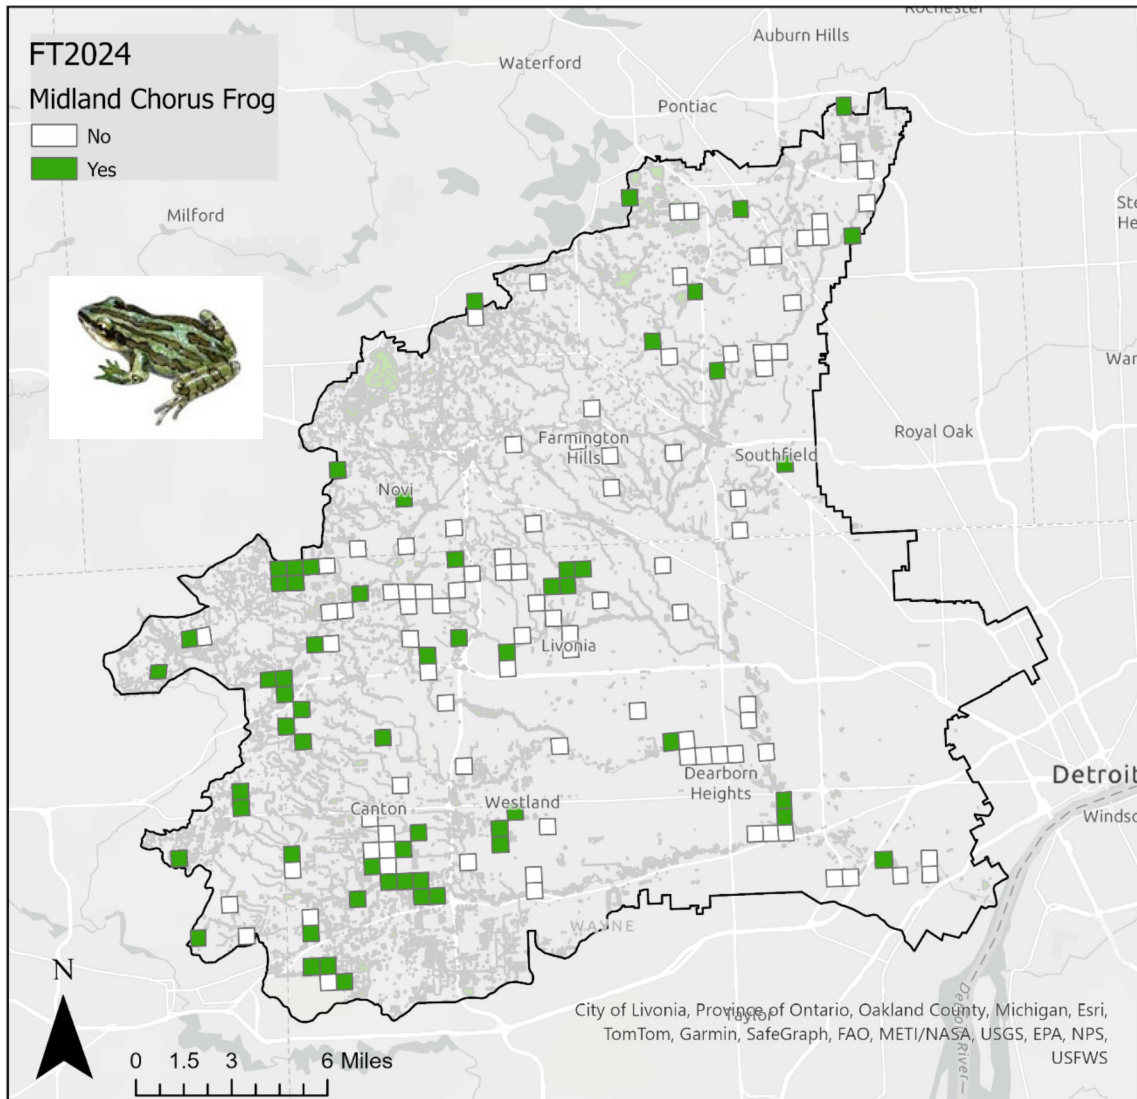 FT2024
Midland Chorus Frog
No
Yes
Rochester
Auburn Hills
Waterford
Pontiac
Milford
Royal Oak
Farmington
Hills
Southfield
Novi
Livonia
Dearborn
Heights
Detroit
Canton
Westland
WAYNE
Taylor
Detroit River
N
0 1.5 3 6 Miles
City of Livonia, Province of Ontario, Oakland County, Michigan, Esri,
TomTom, Garmin, SafeGraph, FAO, METI/NASA, USGS, EPA, NPS,
USFWS